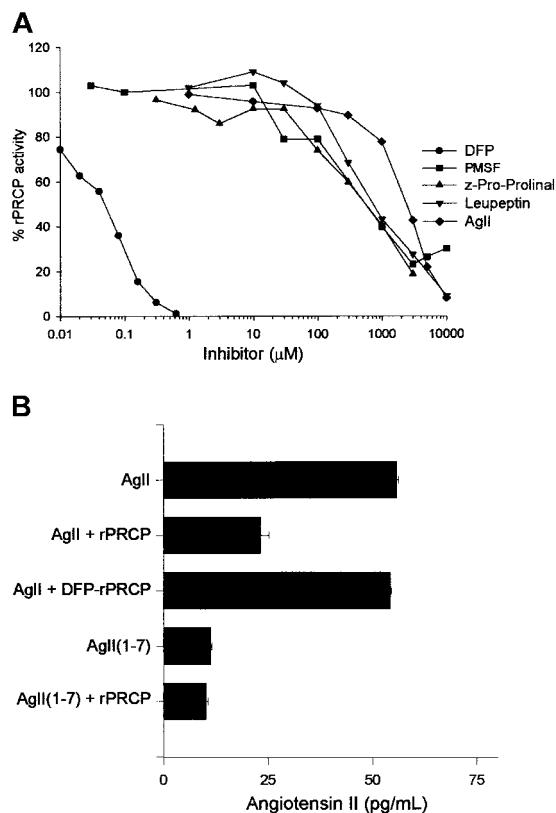 A
120
100
80
60
40
20
0
% rPRCP activity
0.01 0.1 1 10 100 1000 10000
Inhibitor (μM)
DFP
PMSF
z-Pro-Prolinal
Leupeptin
AgII
B
AgII
AgII + rPRCP
AgII + DFP-rPRCP
AgII(1-7)
AgII(1-7) + rPRCP
0 25 50 75
Angiotensin II (pg/mL)